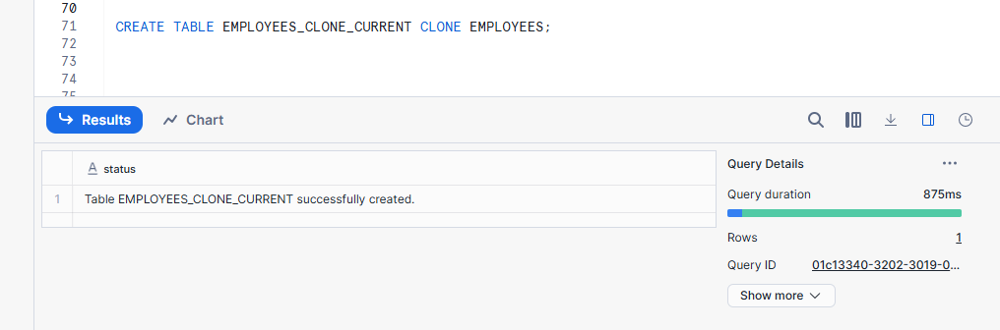 70
71 CREATE TABLE EMPLOYEES_CLONE_CURRENT CLONE EMPLOYEES;
72
73
74
75
Results Chart
A status
1 Table EMPLOYEES_CLONE_CURRENT successfully created.
Query Details
Query duration 875ms
Rows 1
Query ID 01c13340-3202-3019-0...
Show more